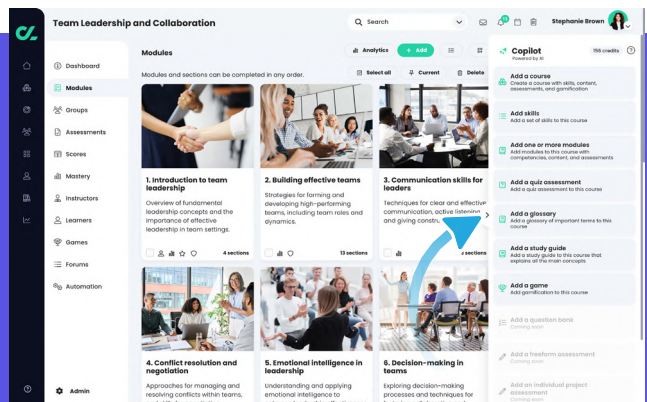 Team Leadership and Collaboration
Search
Stephanie Brown
Dashboard
Modules
Groups
Assessments
Scores
Mastery
Instructors
Learners
Games
Forums
Automation
Admin
Modules
Analytics
+ Add
Modules and sections can be completed in any order.
Select all
Current
Delete
1. Introduction to team
leadership
Overview of fundamental
leadership concepts and the
importance of effective
leadership in team settings.
4 sections
2. Building effective teams
Strategies for forming and
developing high-performing
teams, including team roles and
dynamics.
13 sections
3. Communication skills for
leaders
Techniques for clear and effective
communication, active listening
and giving constru
sections
4. Conflict resolution and
negotiation
Approaches for managing and
resolving conflicts within teams,
5. Emotional intelligence in
leadership
Understanding and applying
emotional intelligence to
6. Decision-making in
teams
Exploring decision-making
processes and techniques for
Copilot
Powered by AI
156 credits
Add a course
Create a course with skills, content,
assessments, and gamification
Add skills
Add a set of skills to this course
Add one or more modules
Add modules to this course with
competencies, content, and assessments
Add a quiz assessment
Add a quiz assessment to this course
Add a glossary
Add a glossary of important terms to this
course
Add a study guide
Add a study guide to this course that
explains all the main concepts
Add a game
Add gamification to this course
Add a question bank
Coming soon
Add a freeform assessment
Coming soon
Add an individual project
assessment
Coming soon